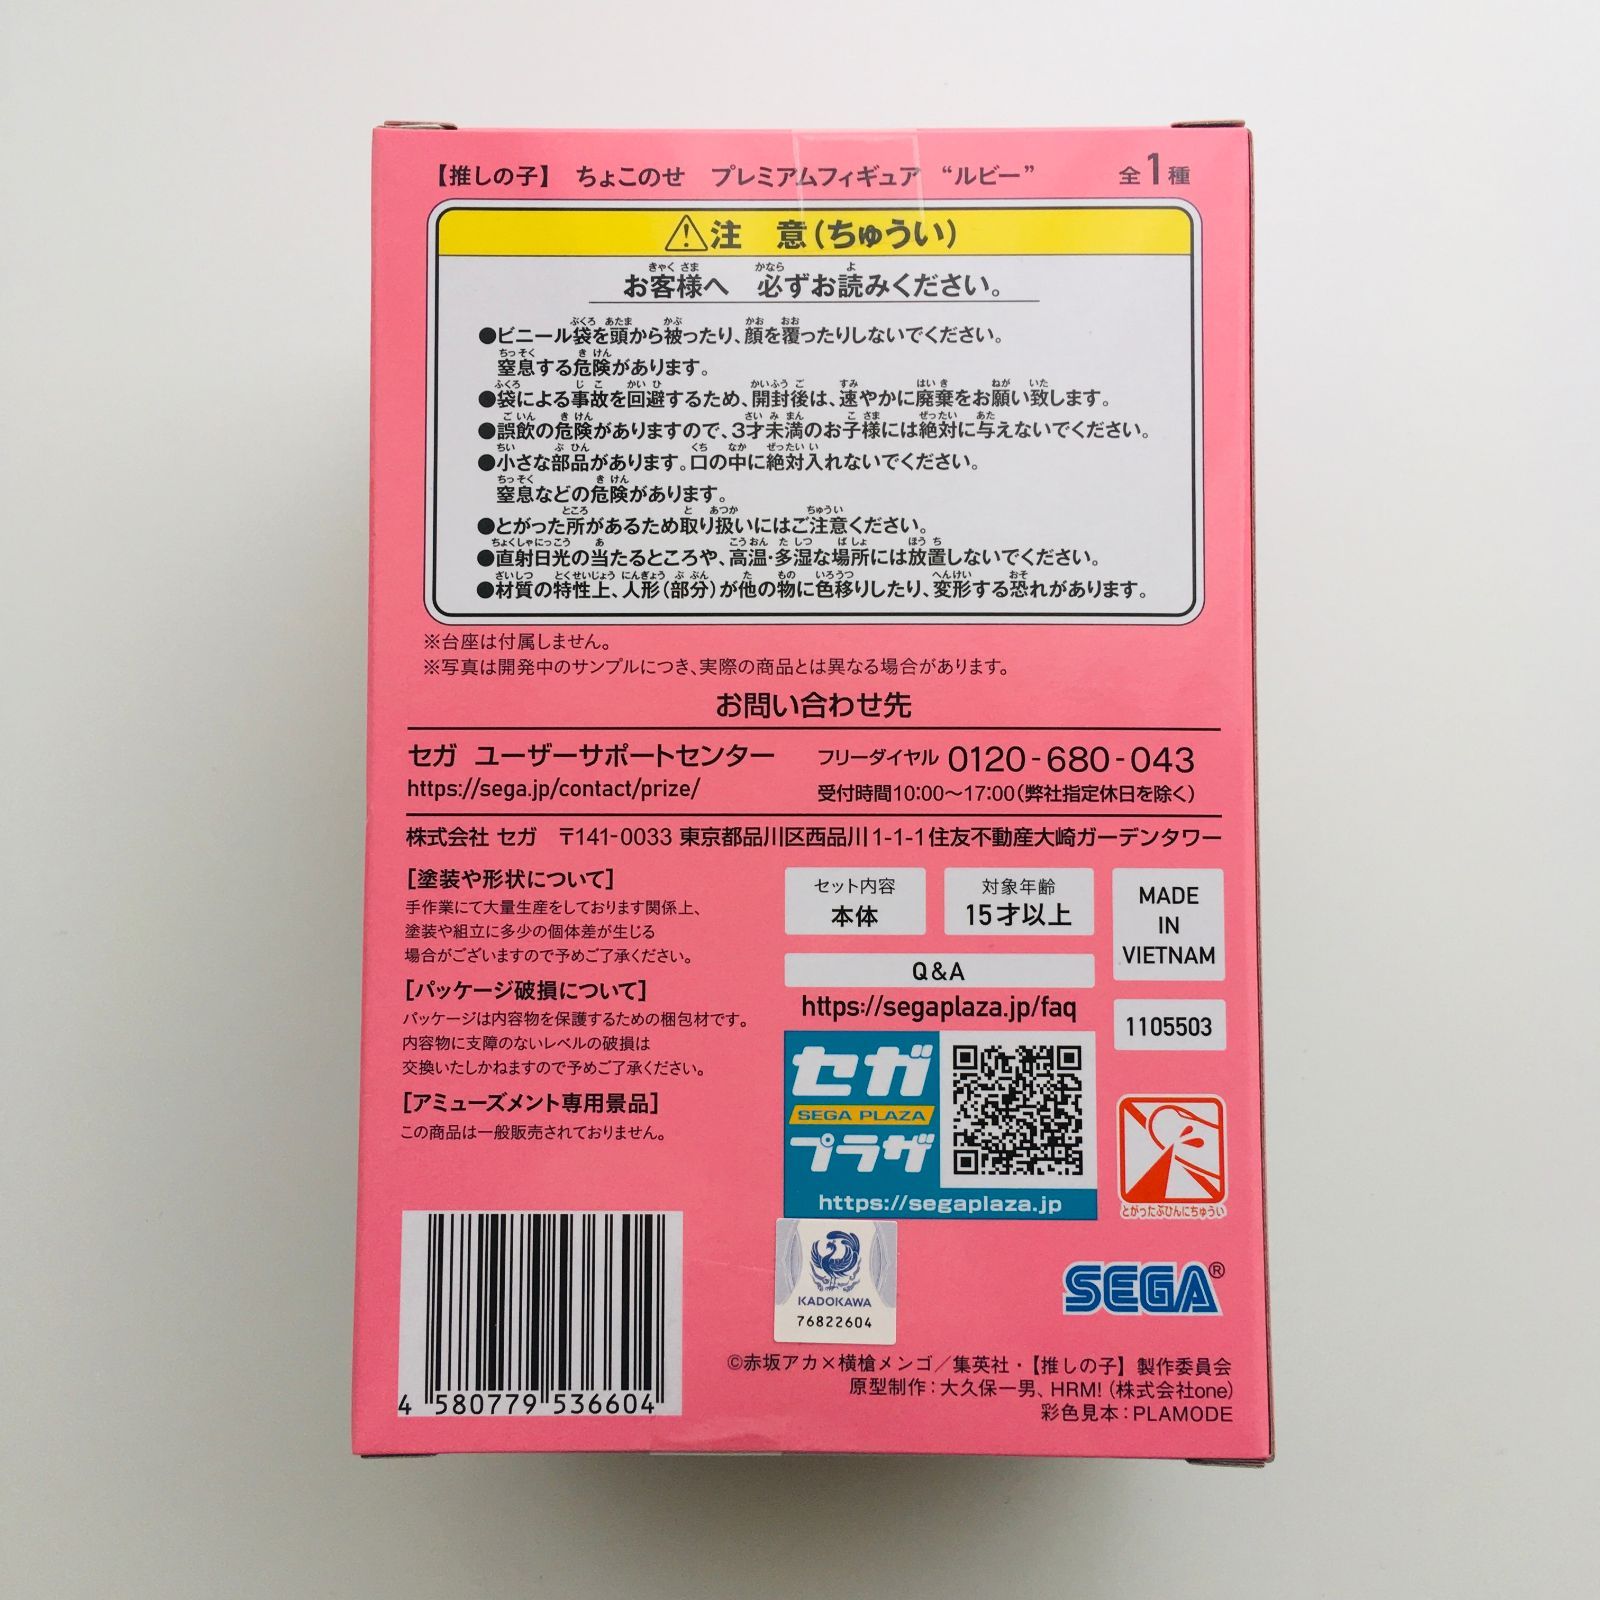 【推しの子】 ちょこのせ プレミアムフィギュア “ルビー” 全1種
⚠注 意(ちゅうい)
お客様へ 必ずお読みください。
●ビニール袋を頭から被ったり、顔を覆ったりしないでください。
窒息する危険があります。
●袋による事故を回避するため、開封後は、速やかに廃棄をお願い致します。
●誤飲の危険がありますので、3才未満のお子様には絶対に与えないでください。
●小さな部品があります。口の中に絶対入れないでください。
窒息などの危険があります。
●とがった所があるため取り扱いにはご注意ください。
●直射日光の当たるところや、高温・多湿な場所には放置しないでください。
●材質の特性上、人形(部分)が他の物に色移りしたり、変形する恐れがあります。
※台座は付属しません。
※写真は開発中のサンプルにつき、実際の商品とは異なる場合があります。
お問い合わせ先
セガ ユーザーサポートセンター フリーダイヤル 0120-680-043
https://sega.jp/contact/prize/ 受付時間10:00〜17:00(弊社指定休日を除く)
株式会社 セガ 〒141-0033 東京都品川区西品川1-1-1住友不動産大崎ガーデンタワー
[塗装や形状について]
手作業にて大量生産をしております関係上、
塗装や組立に多少の個体差が生じる
場合がございますので予めご了承ください。
[パッケージ破損について]
パッケージは内容物を保護するための梱包材です。
内容物に支障のないレベルの破損は
交換いたしかねますので予めご了承ください。
[アミューズメント専用景品]
この商品は一般販売されておりません。
セット内容
本体
対象年齢
15才以上
MADE
IN
VIETNAM
Q&A
https://segaplaza.jp/faq
1105503
セガ
SEGA PLAZA
プラザ
https://segaplaza.jp
とがったぶひんにちゅうい
KADOKAWA
76822604
SEGA®
4 580779 536604
©赤坂アカ×横槍メンゴ/集英社・【推しの子】製作委員会
原型制作:大久保一男、HRM!(株式会社one)
彩色見本:PLAMODE